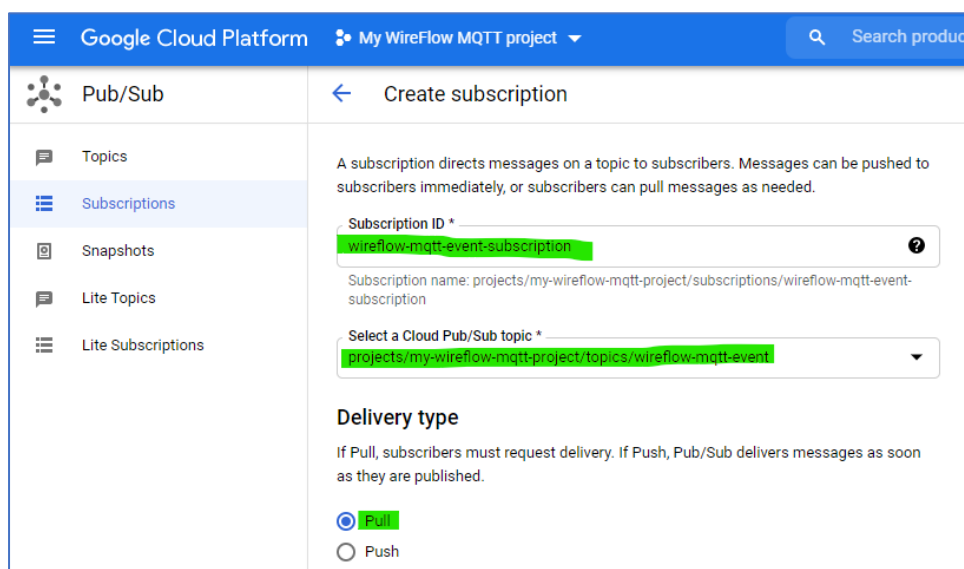 Google Cloud Platform
My WireFlow MQTT project
Search produc
Pub/Sub
Create subscription
Topics
Subscriptions
Snapshots
Lite Topics
Lite Subscriptions
A subscription directs messages on a topic to subscribers. Messages can be pushed to
subscribers immediately, or subscribers can pull messages as needed.
Subscription ID *
wireflow-mqtt-event-subscription
Subscription name: projects/my-wireflow-mqtt-project/subscriptions/wireflow-mqtt-event-
subscription
Select a Cloud Pub/Sub topic *
projects/my-wireflow-mqtt-project/topics/wireflow-mqtt-event
Delivery type
If Pull, subscribers must request delivery. If Push, Pub/Sub delivers messages as soon
as they are published.
Pull
Push